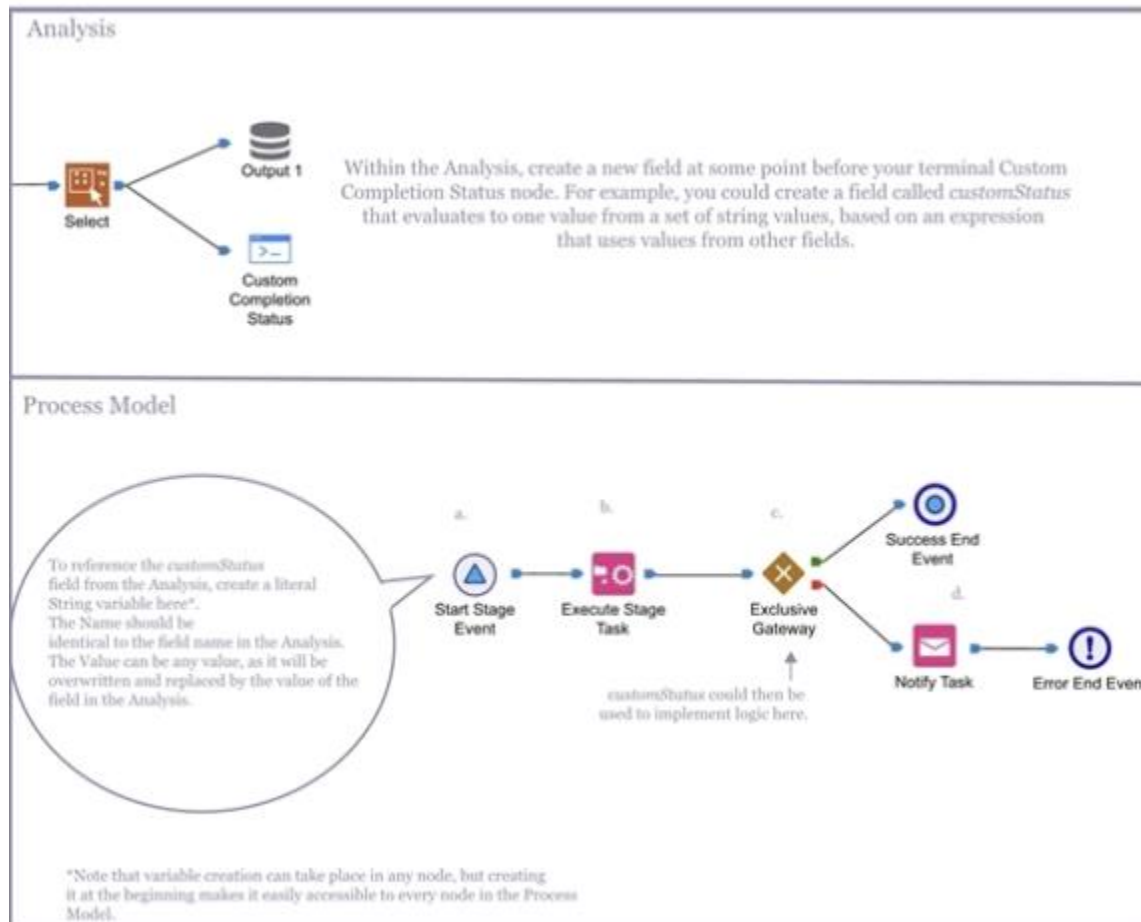 Analysis
Output 1
Select
Custom
Completion
Status
Within the Analysis, create a new field at some point before your terminal Custom
Completion Status node. For example, you could create a field called customStatus
that evaluates to one value from a set of string values, based on an expression
that uses values from other fields.
Process Model
To reference the customStatus
field from the Analysis, create a literal
String variable here*.
The Name should be
identical to the field name in the Analysis.
The Value can be any value, as it will be
overwritten and replaced by the value of the
field in the Analysis.
a.
Start Stage
Event
b.
Execute Stage
Task
c.
Exclusive
Gateway
Success End
Event
d.
Notify Task
Error End Even
customStatus could then be
used to implement logic here.
*Note that variable creation can take place in any node, but creating
it at the beginning makes it easily accessible to every node in the Process
Model.